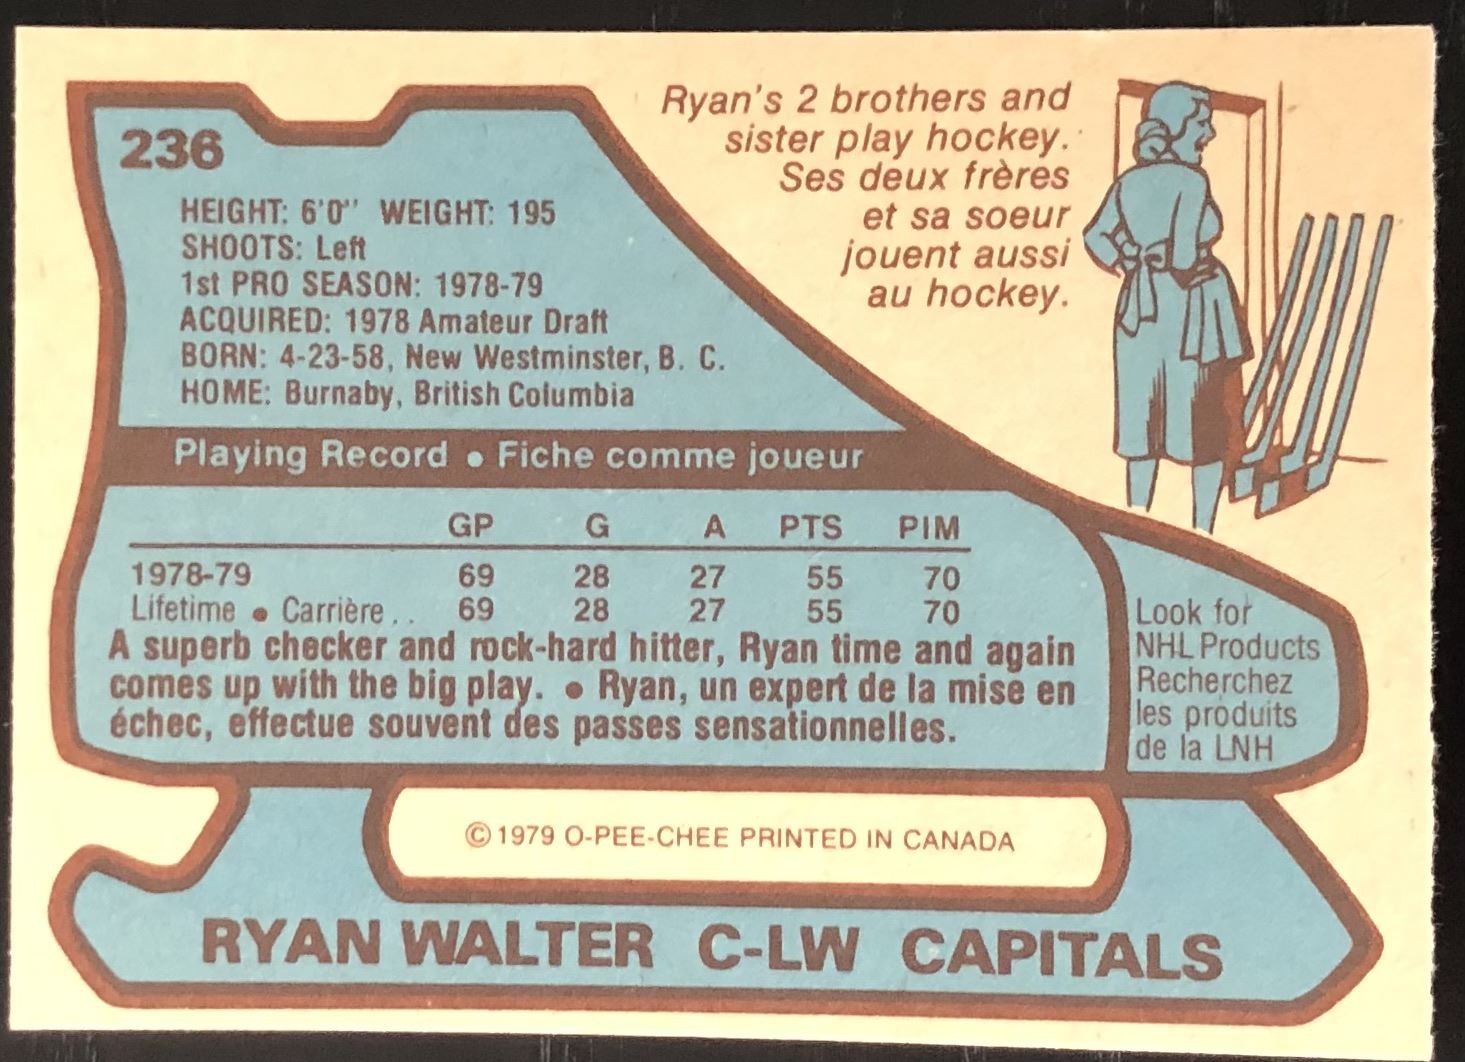 236
Ryan's 2 brothers and
sister play hockey.
Ses deux frères
et sa soeur
jouent aussi
au hockey.
HEIGHT: 6'0" WEIGHT: 195
SHOOTS: Left
1st PRO SEASON: 1978-79
ACQUIRED: 1978 Amateur Draft
BORN: 4-23-58, New Westminster, B. C.
HOME: Burnaby, British Columbia
Playing Record • Fiche comme joueur
GP G A PTS PIM
1978-79 69 28 27 55 70
Lifetime • Carrière .. 69 28 27 55 70
A superb checker and rock-hard hitter, Ryan time and again
comes up with the big play. • Ryan, un expert de la mise en
échec, effectue souvent des passes sensationnelles.
Look for
NHL Products
Recherchez
les produits
de la LNH
© 1979 O-PEE-CHEE PRINTED IN CANADA
RYAN WALTER C-LW CAPITALS